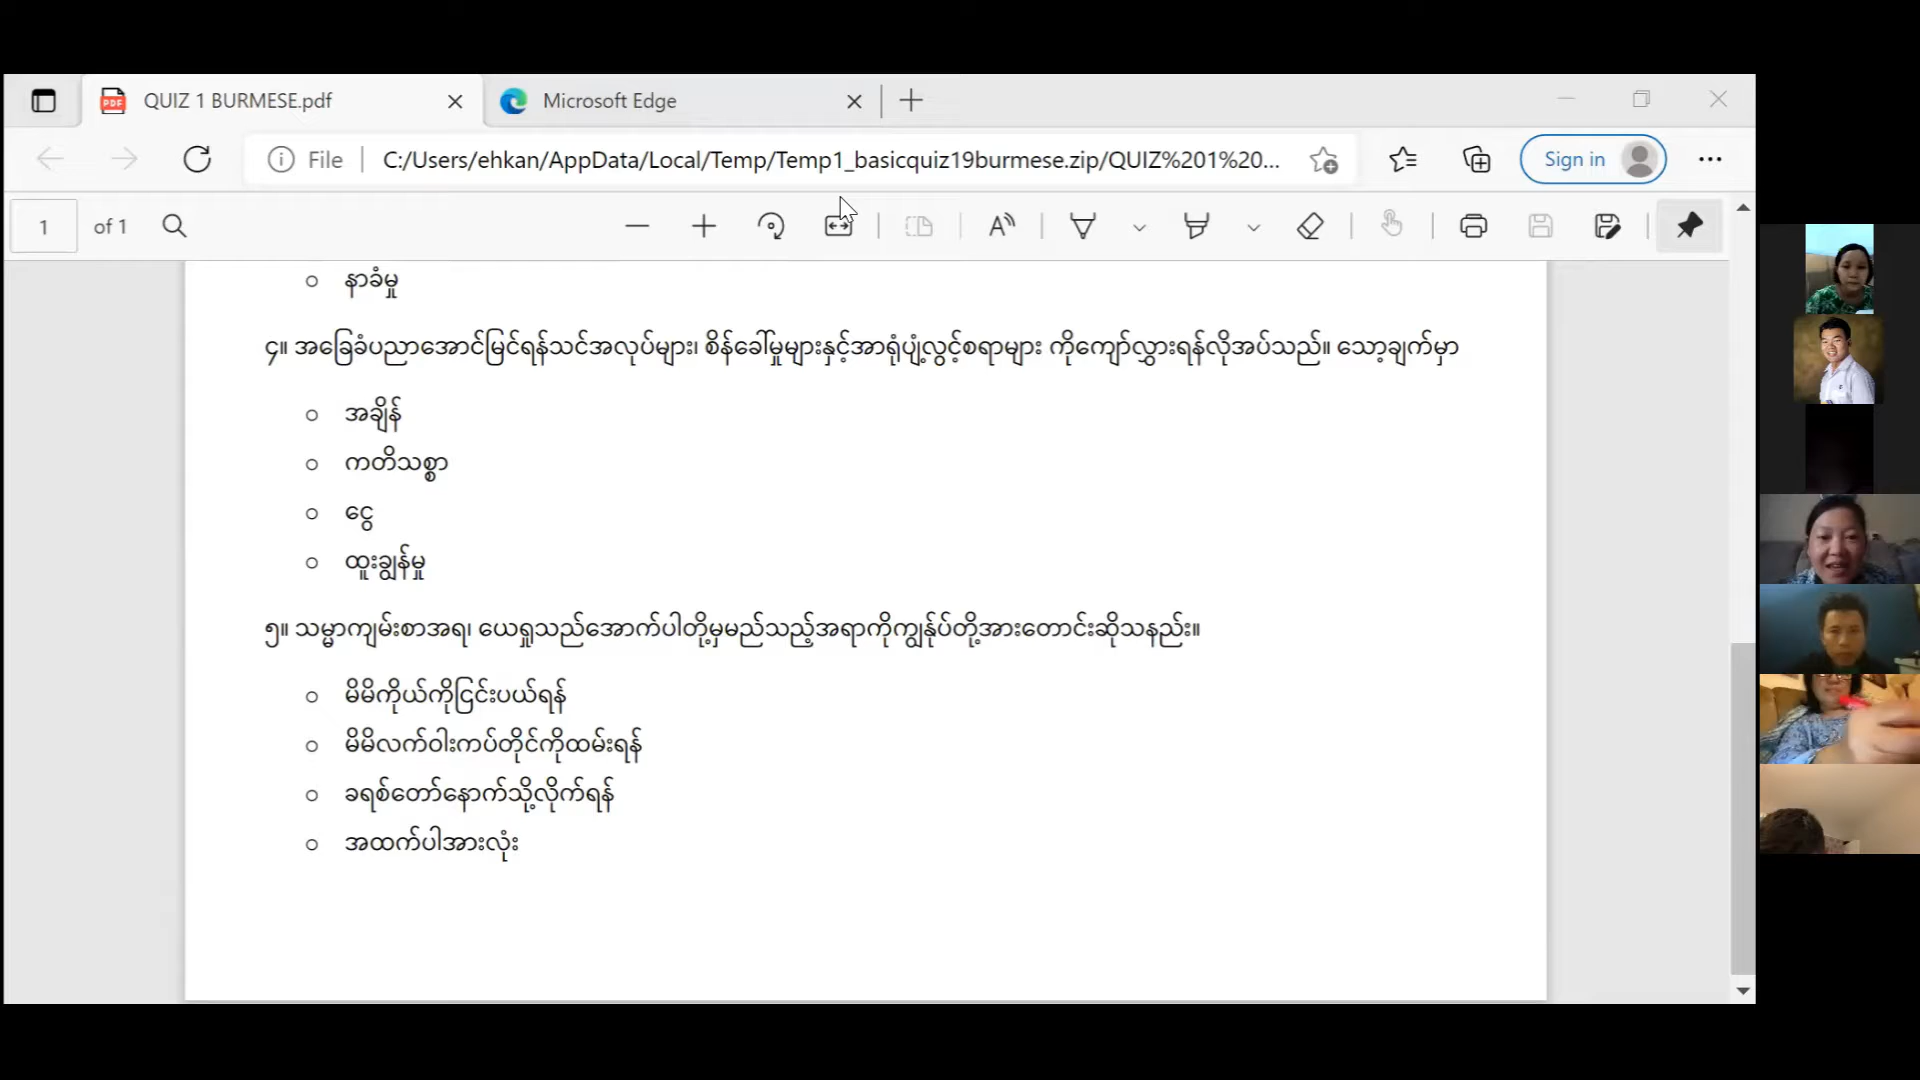 QUIZ 1 BURMESE.pdf
Microsoft Edge
File
C:/Users/ehkan/AppData/Local/Temp/Temp1_basicquiz19burmese.zip/QUIZ%201%20...
Sign in
1 of 1
နာခံမှု
၄။ အခြေခံပညာအောင်မြင်ရန်သင်အလုပ်များ၊ စိန်ခေါ်မှုများနှင့်အာရုံပျံ့လွင့်စရာများ ကိုကျော်လွှားရန်လိုအပ်သည်။ သော့ချက်မှာ
အချိန်
ကတိသစ္စာ
ငွေ
ထူးချွန်မှု
၅။ သမ္မာကျမ်းစာအရ၊ ယေရှုသည်အောက်ပါတို့မှမည်သည့်အရာကိုကျွန်ုပ်တို့အားတောင်းဆိုသနည်း။
မိမိကိုယ်ကိုငြင်းပယ်ရန်
မိမိလက်ဝါးကပ်တိုင်ကိုထမ်းရန်
ခရစ်တော်နောက်သို့လိုက်ရန်
အထက်ပါအားလုံး